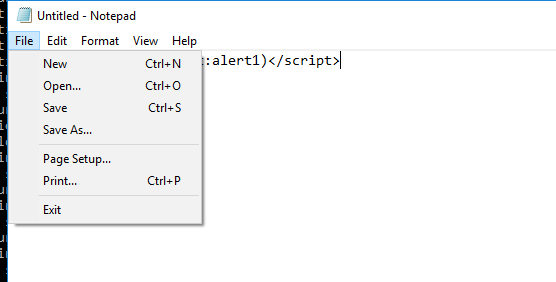 Untitled - Notepad
File Edit Format View Help
:alert1)</script>
New Ctrl+N
Open... Ctrl+O
Save Ctrl+S
Save As...
Page Setup...
Print... Ctrl+P
Exit